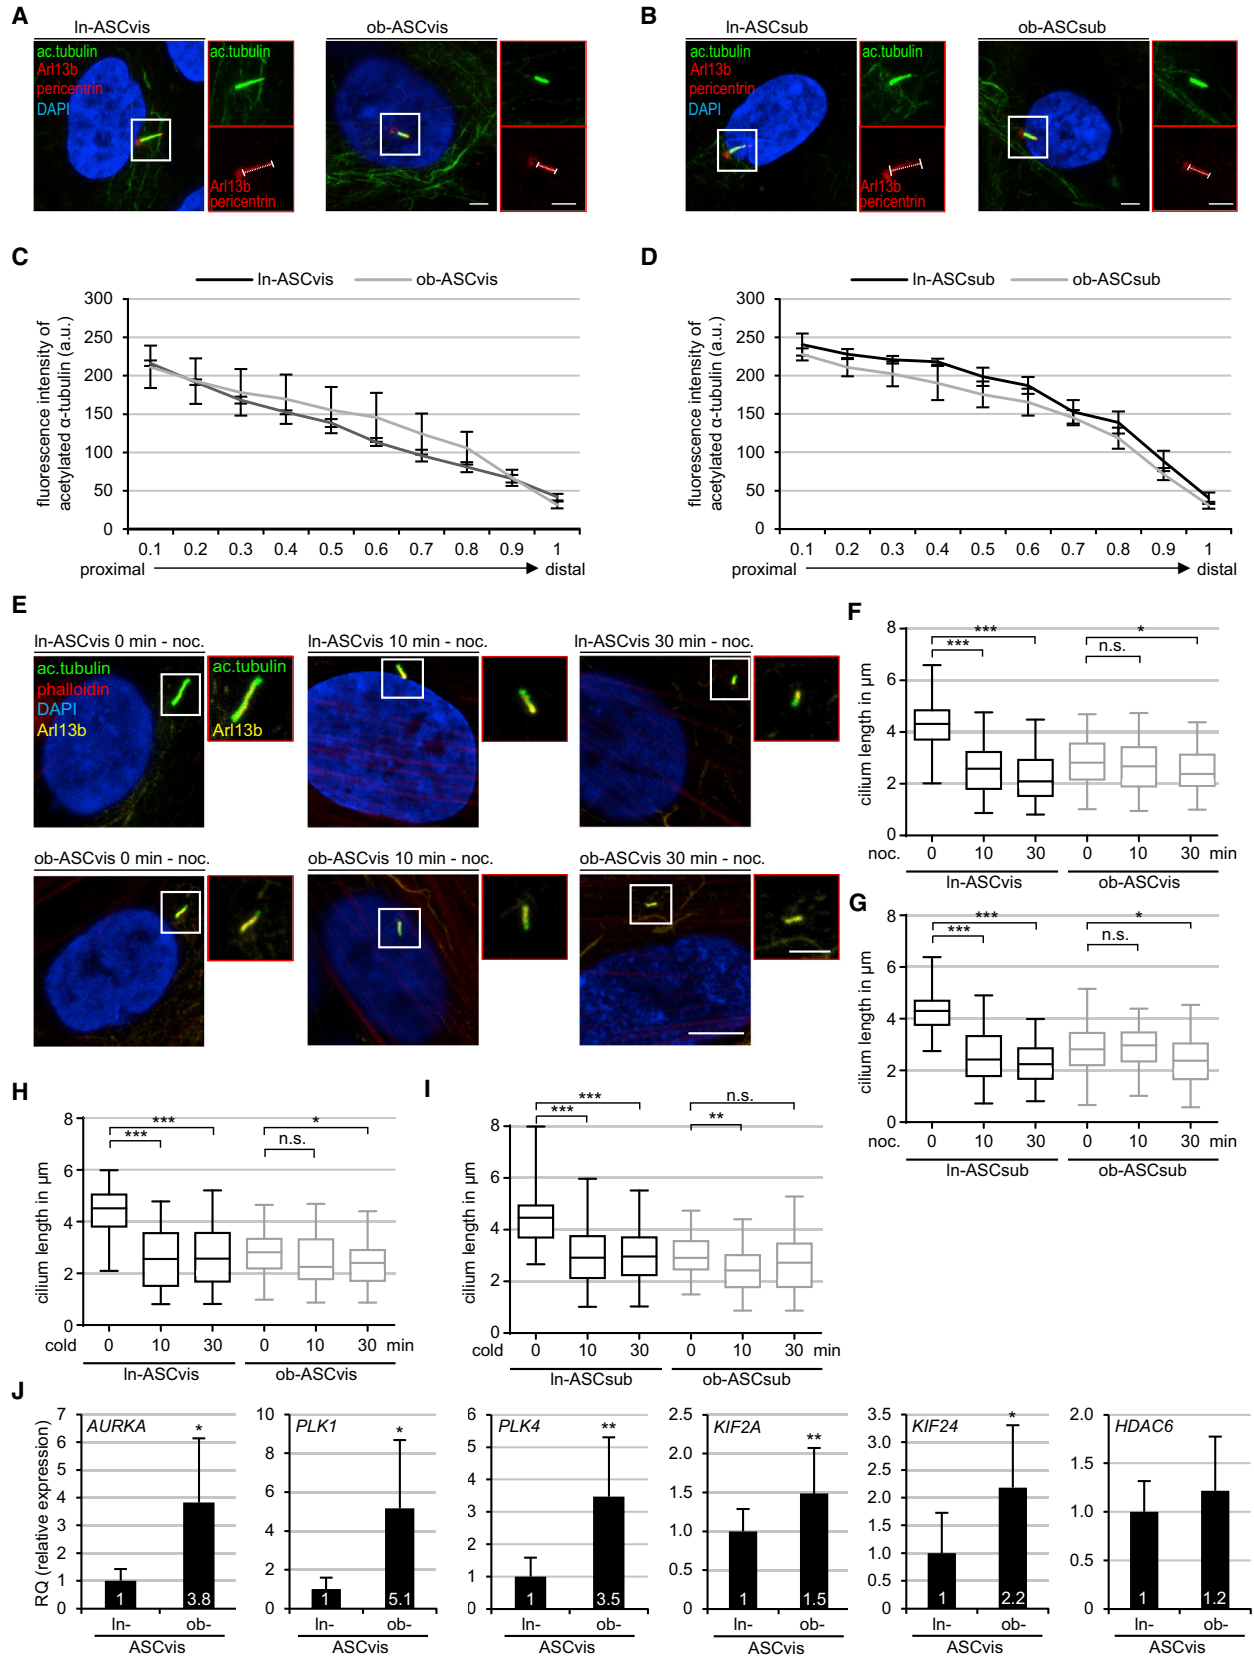 A
ln-ASCvis
ob-ASCvis
ac.tubulin
Arl13b
pericentrin
DAPI
ac.tubulin
Arl13b
pericentrin
B
ln-ASCsub
ob-ASCsub
ac.tubulin
Arl13b
pericentrin
DAPI
ac.tubulin
Arl13b
pericentrin
C
ln-ASCvis
ob-ASCvis
fluorescence intensity of
acetylated α-tubulin (a.u.)
300
250
200
150
100
50
0
0.1 0.2 0.3 0.4 0.5 0.6 0.7 0.8 0.9 1
proximal
distal
D
ln-ASCsub
ob-ASCsub
fluorescence intensity of
acetylated α-tubulin (a.u.)
300
250
200
150
100
50
0
0.1 0.2 0.3 0.4 0.5 0.6 0.7 0.8 0.9 1
proximal
distal
E
ln-ASCvis 0 min - noc.
ln-ASCvis 10 min - noc.
ln-ASCvis 30 min - noc.
ac.tubulin
phalloidin
DAPI
Arl13b
ac.tubulin
Arl13b
ob-ASCvis 0 min - noc.
ob-ASCvis 10 min - noc.
ob-ASCvis 30 min - noc.
F
cilium length in µm
8
6
4
2
0
***
***
*
n.s.
noc. 0 10 30 0 10 30 min
ln-ASCvis
ob-ASCvis
G
cilium length in µm
8
6
4
2
0
***
***
*
n.s.
noc. 0 10 30 0 10 30 min
ln-ASCsub
ob-ASCsub
H
cilium length in µm
8
6
4
2
0
***
***
*
n.s.
cold 0 10 30 0 10 30 min
ln-ASCvis
ob-ASCvis
I
cilium length in µm
8
6
4
2
0
***
***
n.s.
**
cold 0 10 30 0 10 30 min
ln-ASCsub
ob-ASCsub
J
RQ (relative expression)
AURKA
7
6
5
4
3
2
1
0
*
1
3.8
ln- ob-
ASCvis
PLK1
10
8
6
4
2
0
*
1
5.1
ln- ob-
ASCvis
PLK4
6
5
4
3
2
1
0
**
1
3.5
ln- ob-
ASCvis
KIF2A
2.5
2.0
1.5
1.0
0.5
0
**
1
1.5
ln- ob-
ASCvis
KIF24
3.5
3.0
2.5
2.0
1.5
1.0
0.5
0
*
1
2.2
ln- ob-
ASCvis
HDAC6
2.0
1.5
1.0
0.5
0
1
1.2
ln- ob-
ASCvis